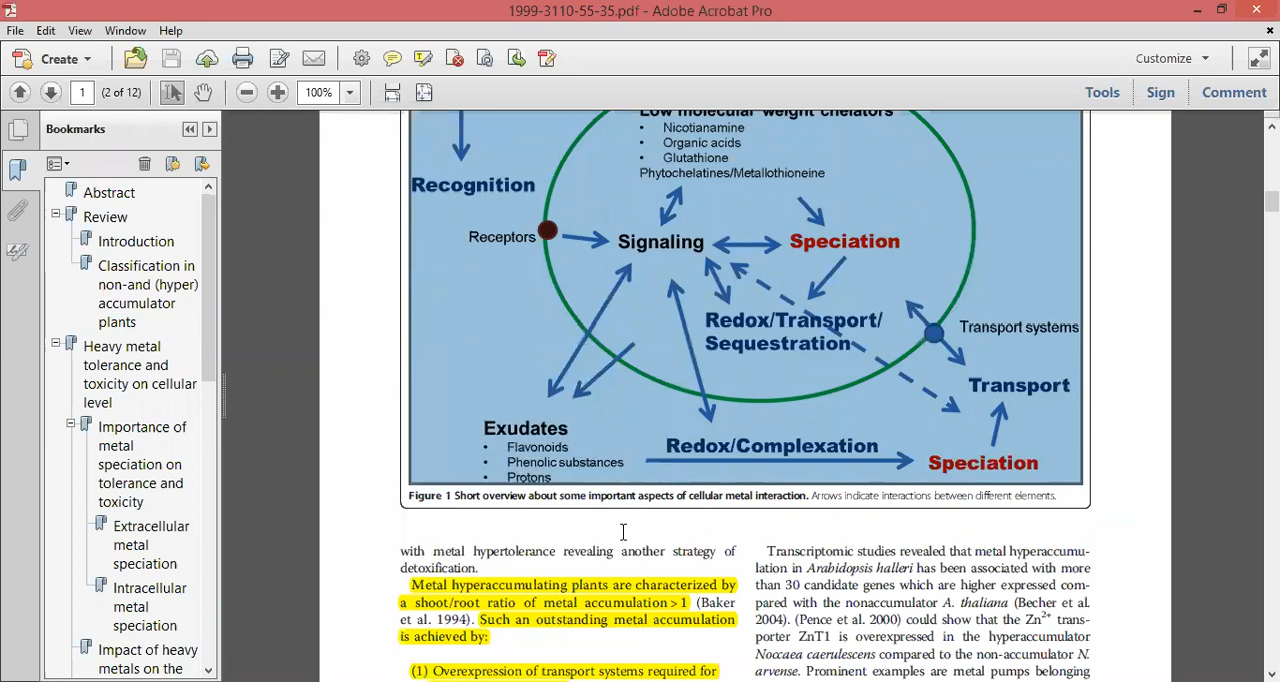 1999-3110-55-35.pdf - Adobe Acrobat Pro
File Edit View Window Help
Create
Customize
1 (2 of 12) 100% Tools Sign Comment
Bookmarks
Abstract
Review
Introduction
Classification in
non-and (hyper)
accumulator
plants
Heavy metal
tolerance and
toxicity on cellular
level
Importance of
metal
speciation on
tolerance and
toxicity
Extracellular
metal
speciation
Intracellular
metal
speciation
Impact of heavy
metals on the
Low molecular weight chelators
• Nicotianamine
• Organic acids
• Glutathione
Phytochelatines/Metallothioneine
Recognition
Receptors
Signaling
Speciation
Redox/Transport/
Sequestration
Transport systems
Transport
Exudates
• Flavonoids
• Phenolic substances
• Protons
Redox/Complexation
Speciation
Figure 1 Short overview about some important aspects of cellular metal interaction. Arrows indicate interactions between different elements.
with metal hypertolerance revealing another strategy of
detoxification.
Metal hyperaccumulating plants are characterized by
a shoot/root ratio of metal accumulation > 1 (Baker
et al. 1994). Such an outstanding metal accumulation
is achieved by:
(1) Overexpression of transport systems required for
Transcriptomic studies revealed that metal hyperaccumu-
lation in Arabidopsis halleri has been associated with more
than 30 candidate genes which are higher expressed com-
pared with the nonaccumulator A. thaliana (Becher et al.
2004). (Pence et al. 2000) could show that the Zn²⁺ trans-
porter ZnT1 is overexpressed in the hyperaccumulator
Noccaea caerulescens compared to the non-accumulator N.
arvense. Prominent examples are metal pumps belonging